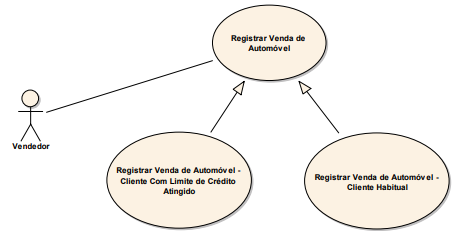 Registrar Venda de
Automóvel
Vendedor
Registrar Venda de Automóvel -
Cliente Com Limite de Crédito
Atingido
Registrar Venda de Automóvel -
Cliente Habitual